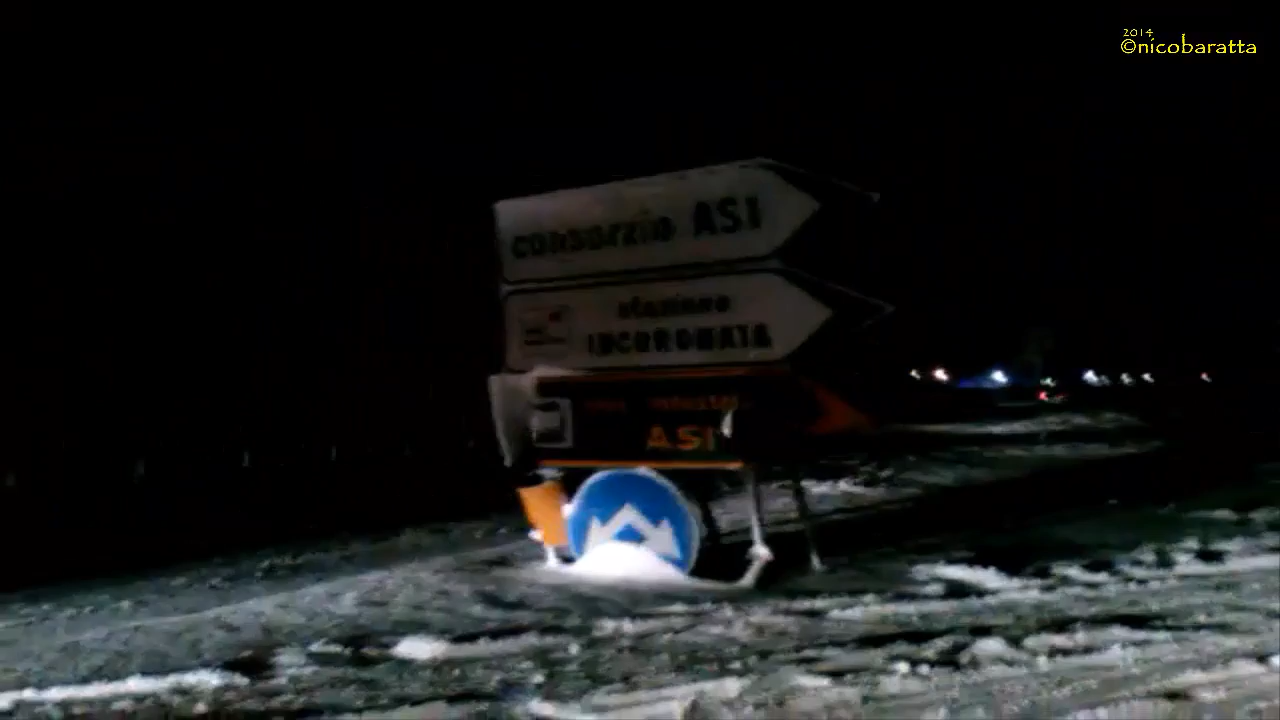 2014
©nicobaratta
consorzio ASI
stazione
INCORONATA
ASI